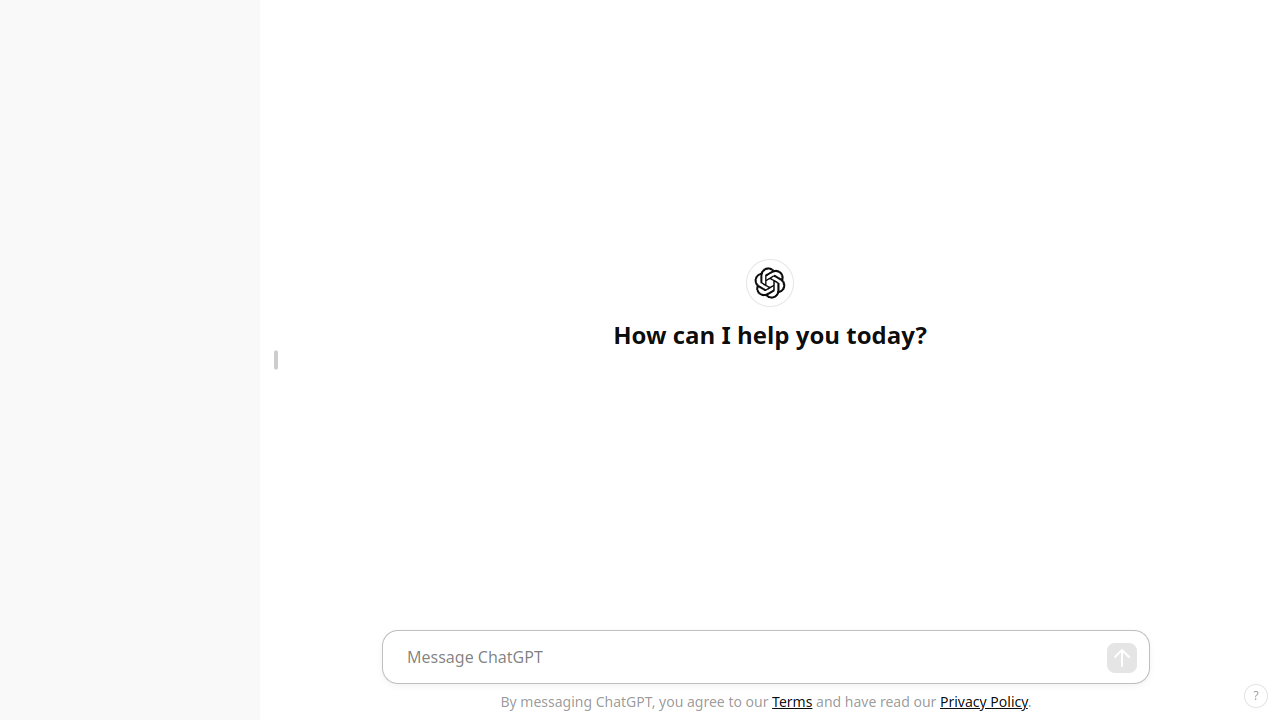 How can I help you today?
Message ChatGPT
By messaging ChatGPT, you agree to our Terms and have read our Privacy Policy.
?